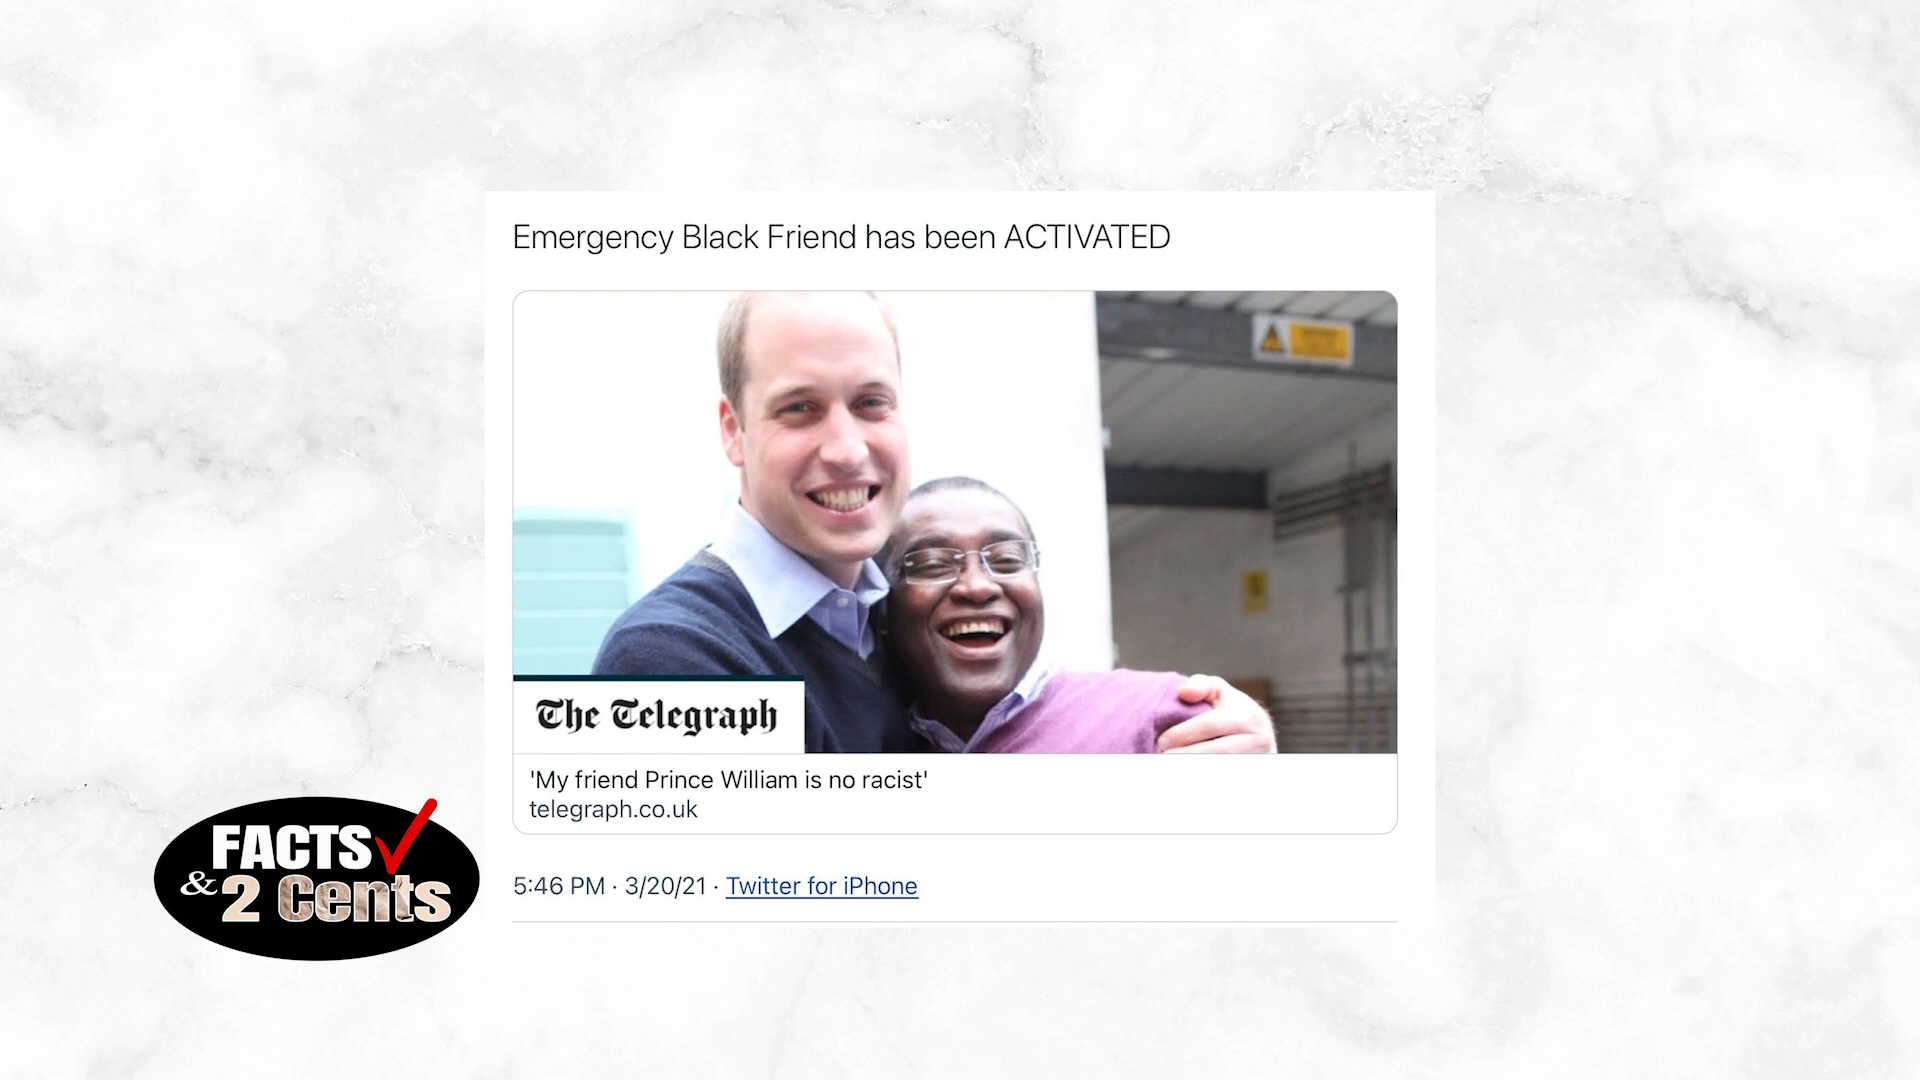 Emergency Black Friend has been ACTIVATED
The Telegraph
'My friend Prince William is no racist'
telegraph.co.uk
FACTS
& 2 Cents
5:46 PM · 3/20/21 · Twitter for iPhone